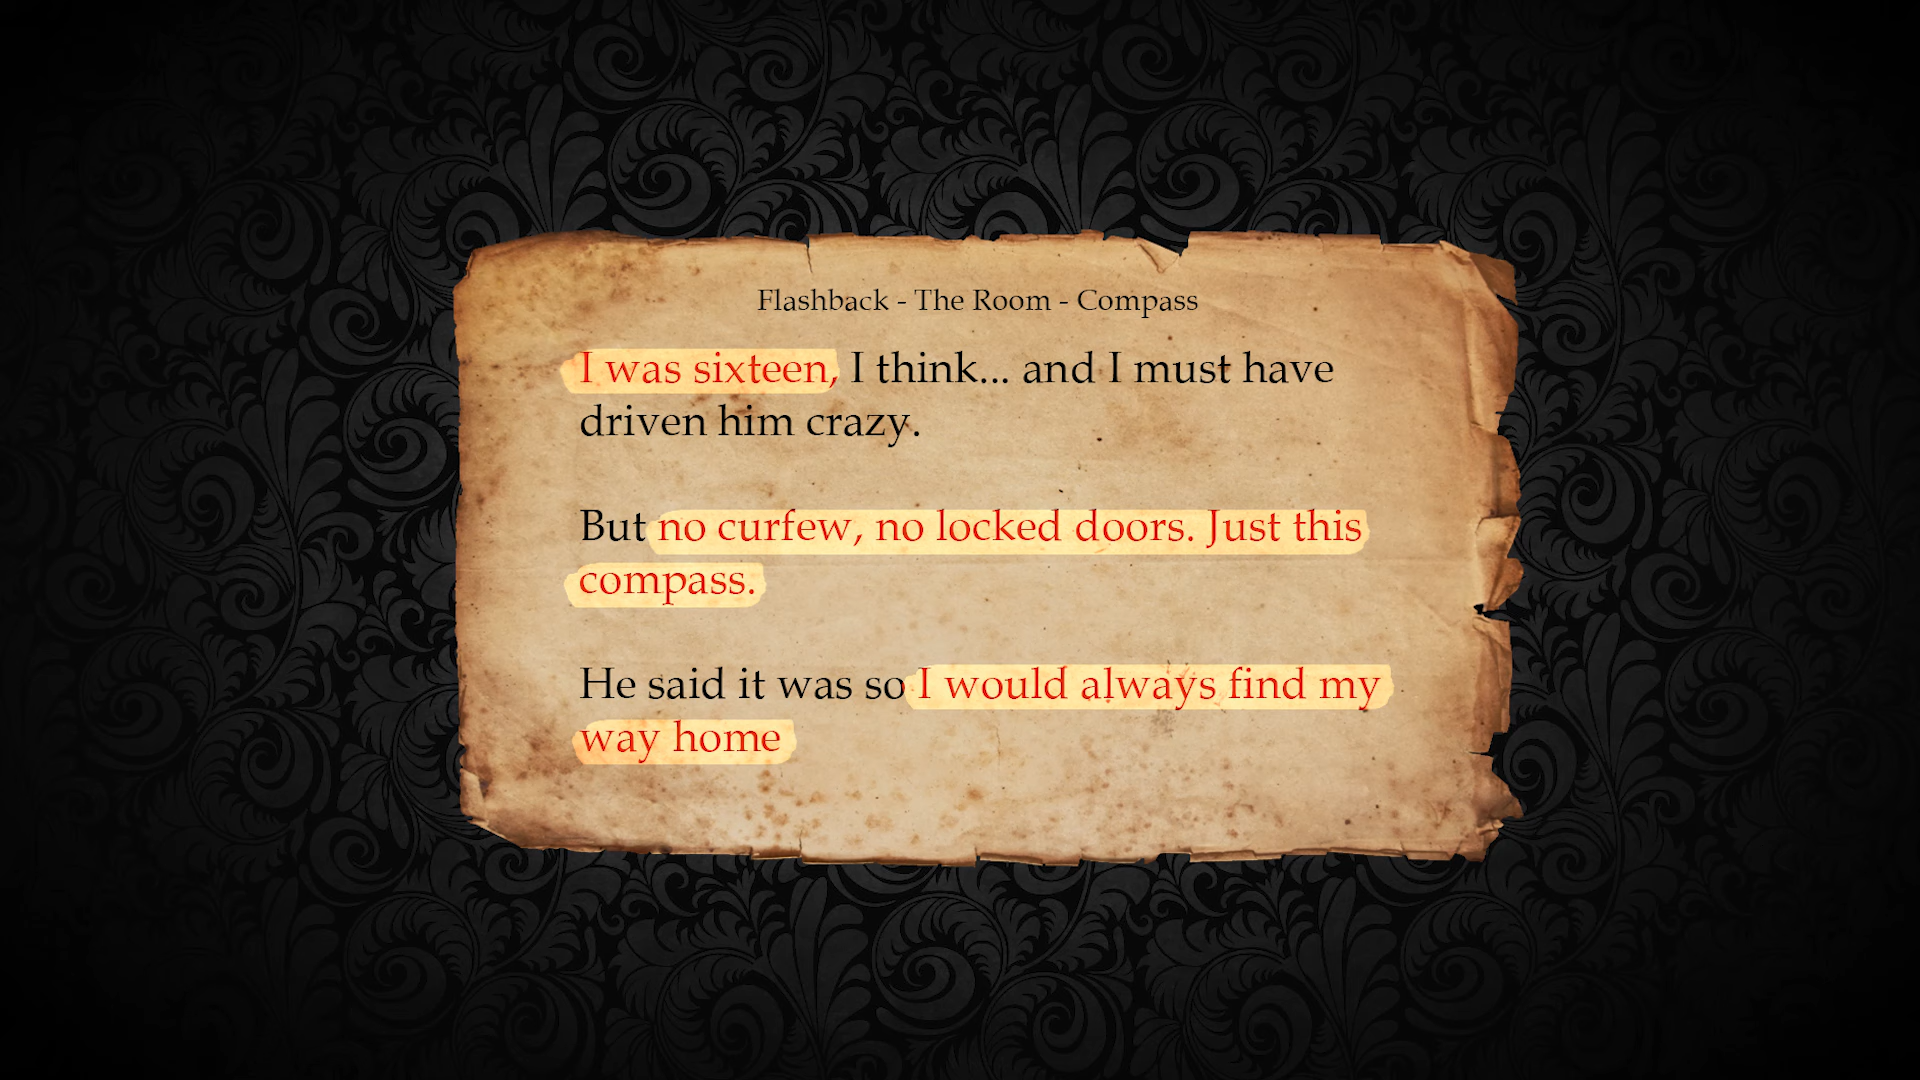 Flashback - The Room - Compass
I was sixteen, I think... and I must have
driven him crazy.
But no curfew, no locked doors. Just this
compass.
He said it was so I would always find my
way home